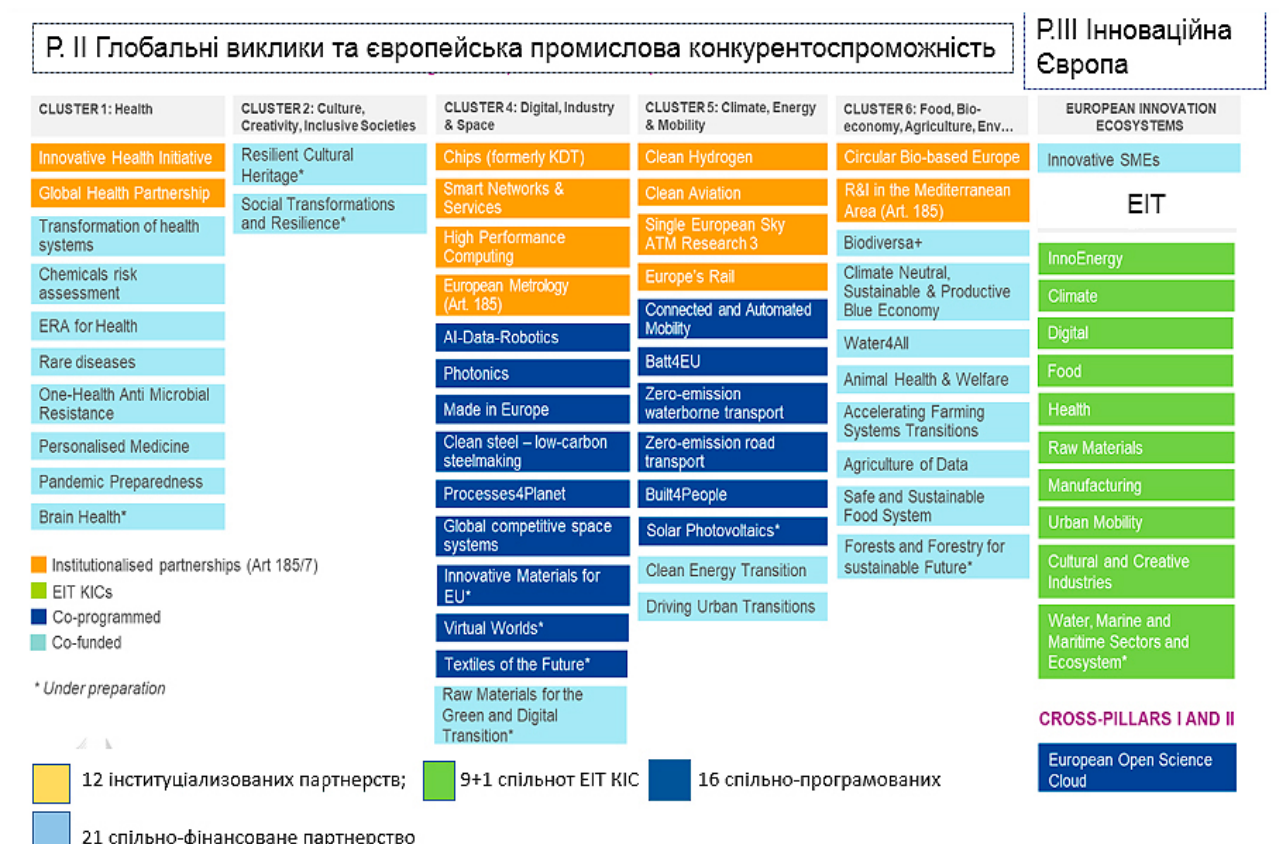 Р. ІІ Глобальні виклики та європейська промислова конкурентоспроможність
Р.ІІІ Інноваційна
Європа
CLUSTER 1: Health
Innovative Health Initiative
Global Health Partnership
Transformation of health
systems
Chemicals risk
assessment
ERA for Health
Rare diseases
One-Health Anti Microbial
Resistance
Personalised Medicine
Pandemic Preparedness
Brain Health*
CLUSTER 2: Culture,
Creativity, Inclusive Societies
Resilient Cultural
Heritage*
Social Transformations
and Resilience*
CLUSTER 4: Digital, Industry
& Space
Chips (formerly KDT)
Smart Networks &
Services
High Performance
Computing
European Metrology
(Art. 185)
AI-Data-Robotics
Photonics
Made in Europe
Clean steel – low-carbon
steelmaking
Processes4Planet
Global competitive space
systems
Innovative Materials for
EU*
Virtual Worlds*
Textiles of the Future*
Raw Materials for the
Green and Digital
Transition*
CLUSTER 5: Climate, Energy
& Mobility
Clean Hydrogen
Clean Aviation
Single European Sky
ATM Research 3
Europe's Rail
Connected and Automated
Mobility
Batt4EU
Zero-emission
waterborne transport
Zero-emission road
transport
Built4People
Solar Photovoltaics*
Clean Energy Transition
Driving Urban Transitions
CLUSTER 6: Food, Bio-
economy, Agriculture, Env...
Circular Bio-based Europe
R&I in the Mediterranean
Area (Art. 185)
Biodiversa+
Climate Neutral,
Sustainable & Productive
Blue Economy
Water4All
Animal Health & Welfare
Accelerating Farming
Systems Transitions
Agriculture of Data
Safe and Sustainable
Food System
Forests and Forestry for
sustainable Future*
EUROPEAN INNOVATION
ECOSYSTEMS
Innovative SMEs
EIT
InnoEnergy
Climate
Digital
Food
Health
Raw Materials
Manufacturing
Urban Mobility
Cultural and Creative
Industries
Water, Marine and
Maritime Sectors and
Ecosystem*
CROSS-PILLARS I AND II
European Open Science
Cloud
Institutionalised partnerships (Art 185/7)
EIT KICs
Co-programmed
Co-funded
* Under preparation
12 інституціализованих партнерств;
9+1 спільнот ЕІТ КІС
16 спільно-програмованих
21 спільно-фінансоване партнерство